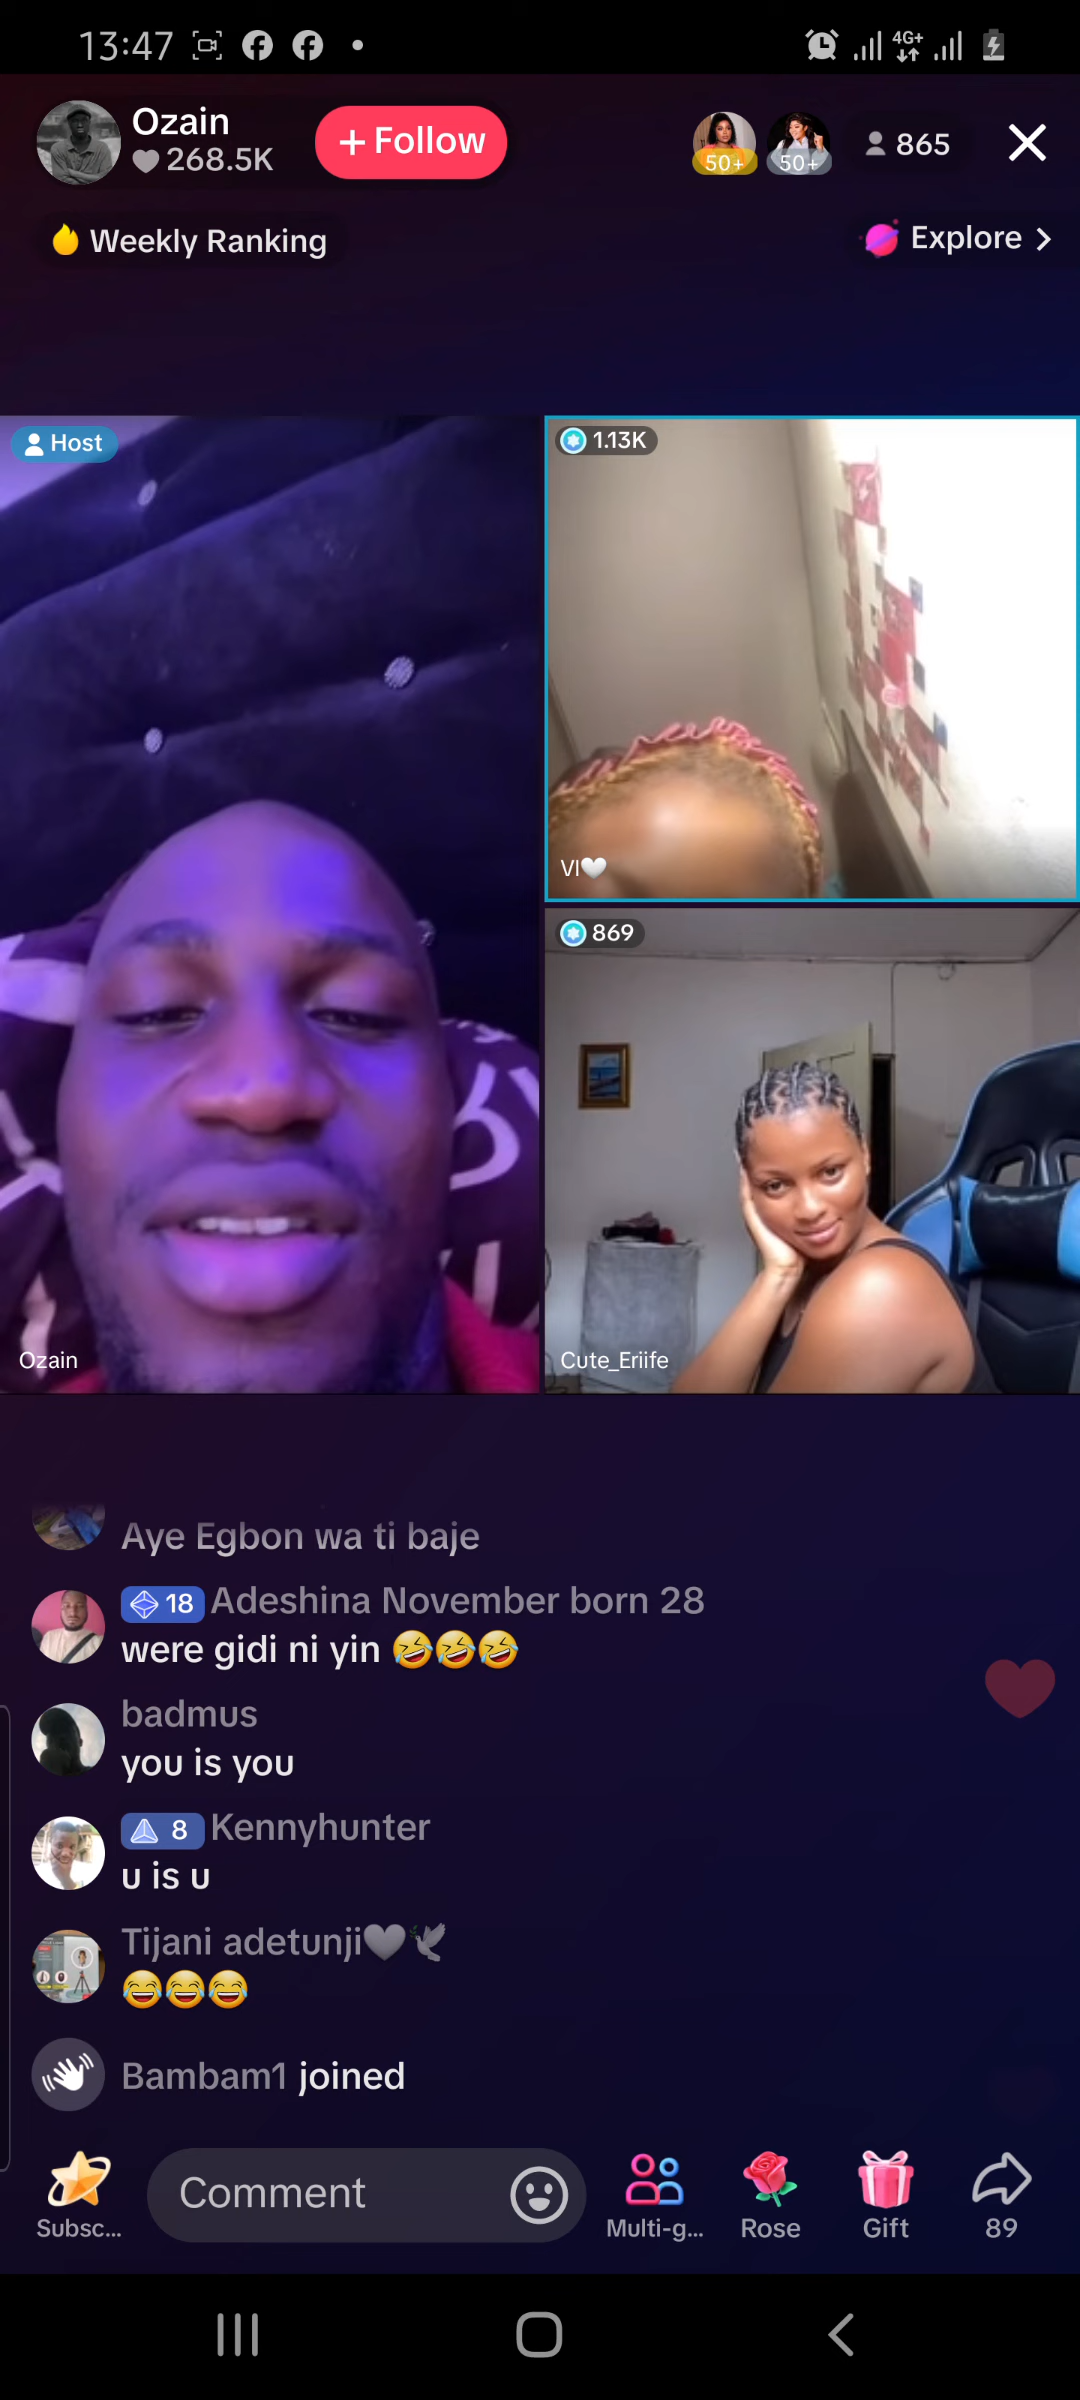 13:47
4G+
Ozain
268.5K
+ Follow
50+
50+
865
Weekly Ranking
Explore
Host
1.13K
VI🤍
869
Ozain
Cute_Eriife
Aye Egbon wa ti baje
18 Adeshina November born 28
were gidi ni yin 🤣🤣🤣
badmus
you is you
8 Kennyhunter
u is u
Tijani adetunji🤍🕊
😂😂😂
Bambam1 joined
Subsc...
Comment
Multi-g...
Rose
Gift
89